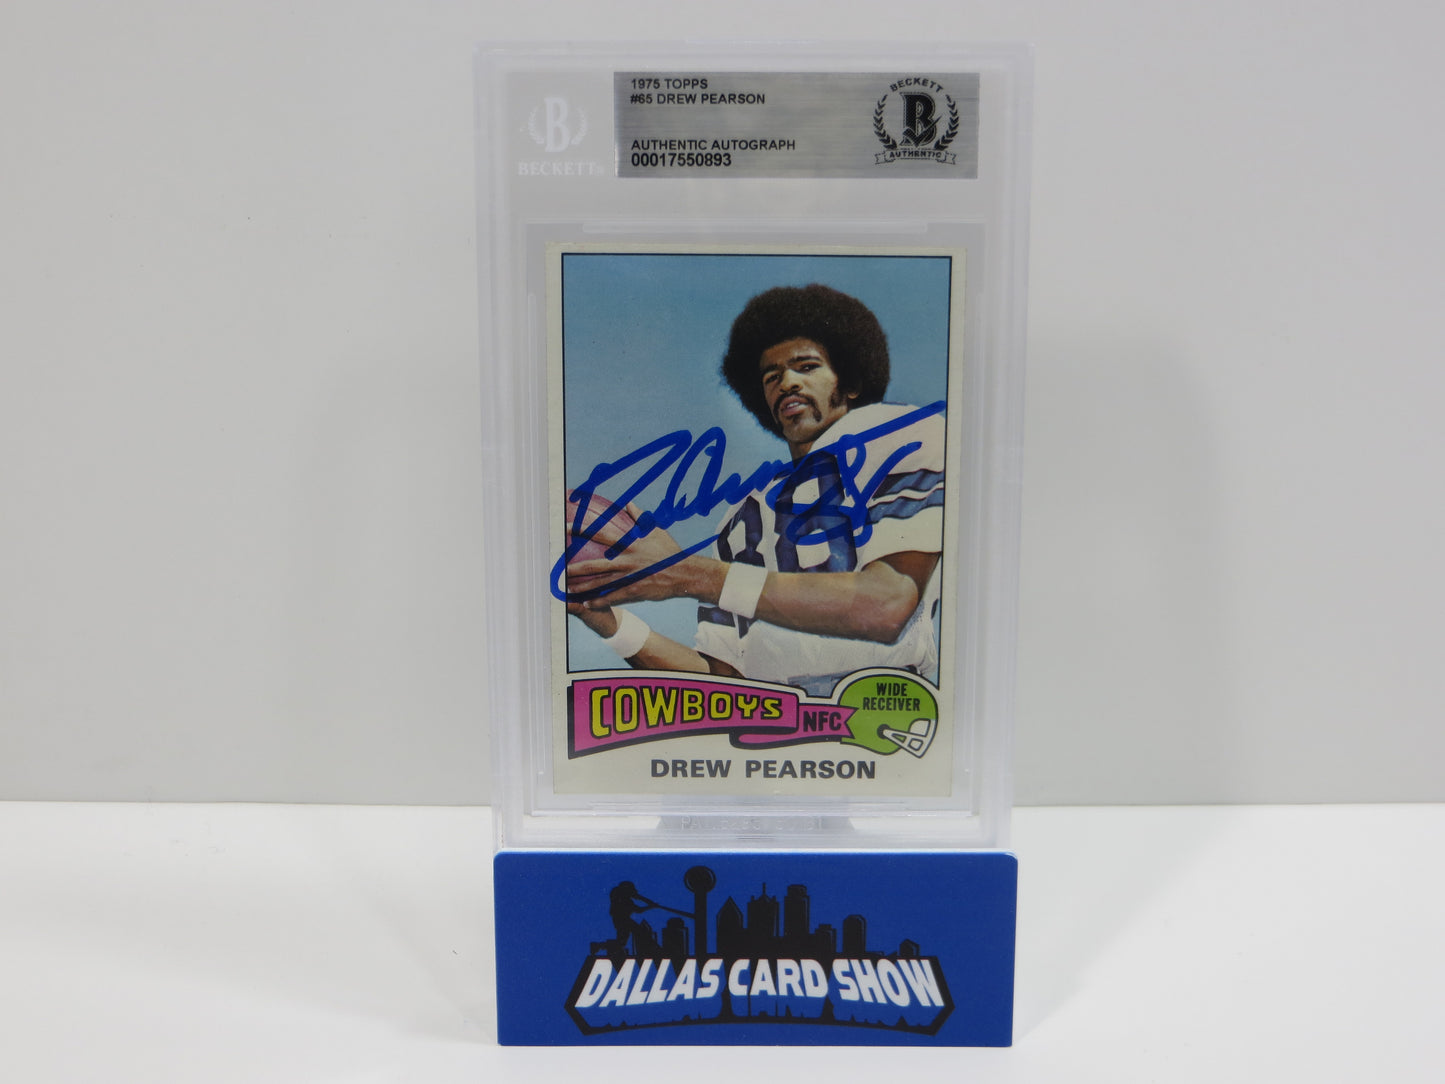 1975 TOPPS
#65 DREW PEARSON
AUTHENTIC AUTOGRAPH
00017550893
BECKETT
B
AUTHENTIC
B
BECKETT
88
COWBOYS
NFC
WIDE
RECEIVER
DREW PEARSON
DALLAS CARD SHOW